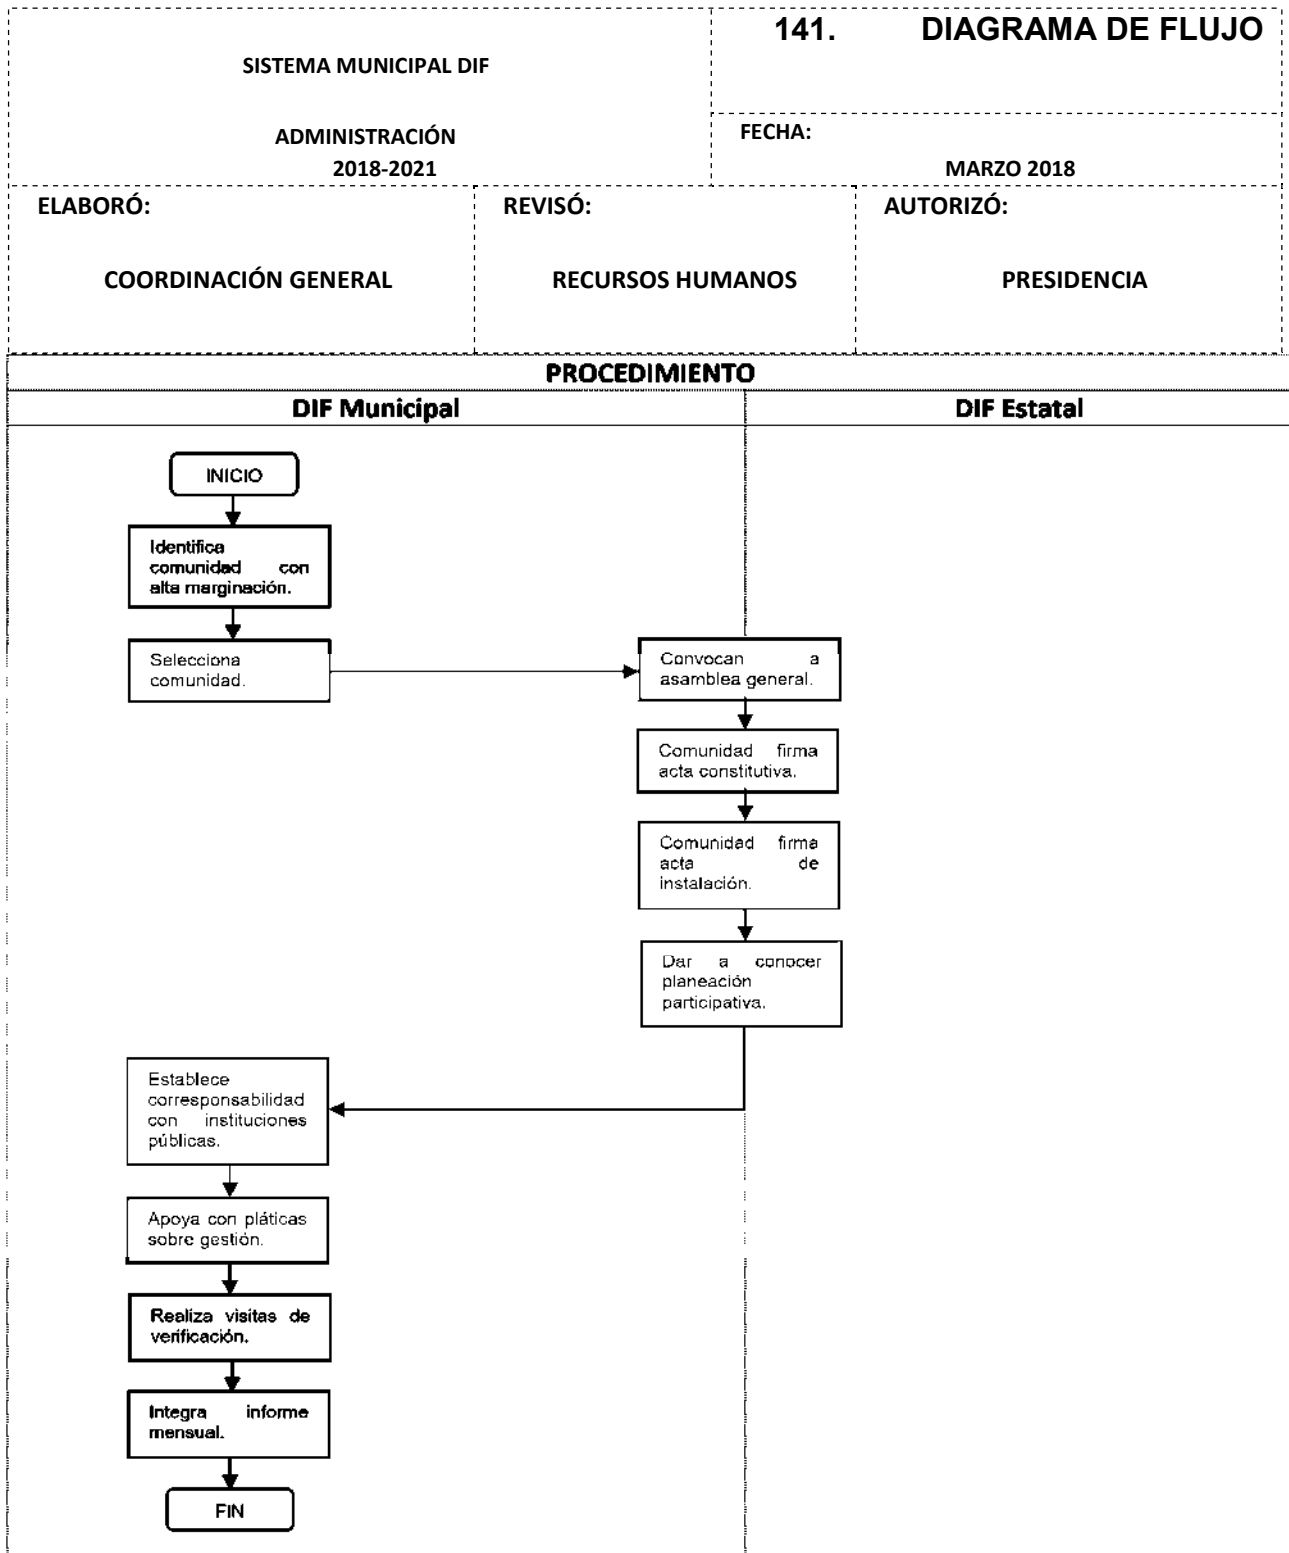 141. DIAGRAMA DE FLUJO
SISTEMA MUNICIPAL DIF
ADMINISTRACIÓN
2018-2021
FECHA:
MARZO 2018
ELABORÓ:
COORDINACIÓN GENERAL
REVISÓ:
RECURSOS HUMANOS
AUTORIZÓ:
PRESIDENCIA
PROCEDIMIENTO
DIF Municipal
DIF Estatal
INICIO
Identifica
comunidad con
alta marginación.
Selecciona
comunidad.
Convocan a
asamblea general.
Comunidad firma
acta constitutiva.
Comunidad firma
acta de
instalación.
Dar a conocer
planeación
participativa.
Establece
corresponsabilidad
con instituciones
públicas.
Apoya con pláticas
sobre gestión.
Realiza visitas de
verificación.
Integra informe
mensual.
FIN